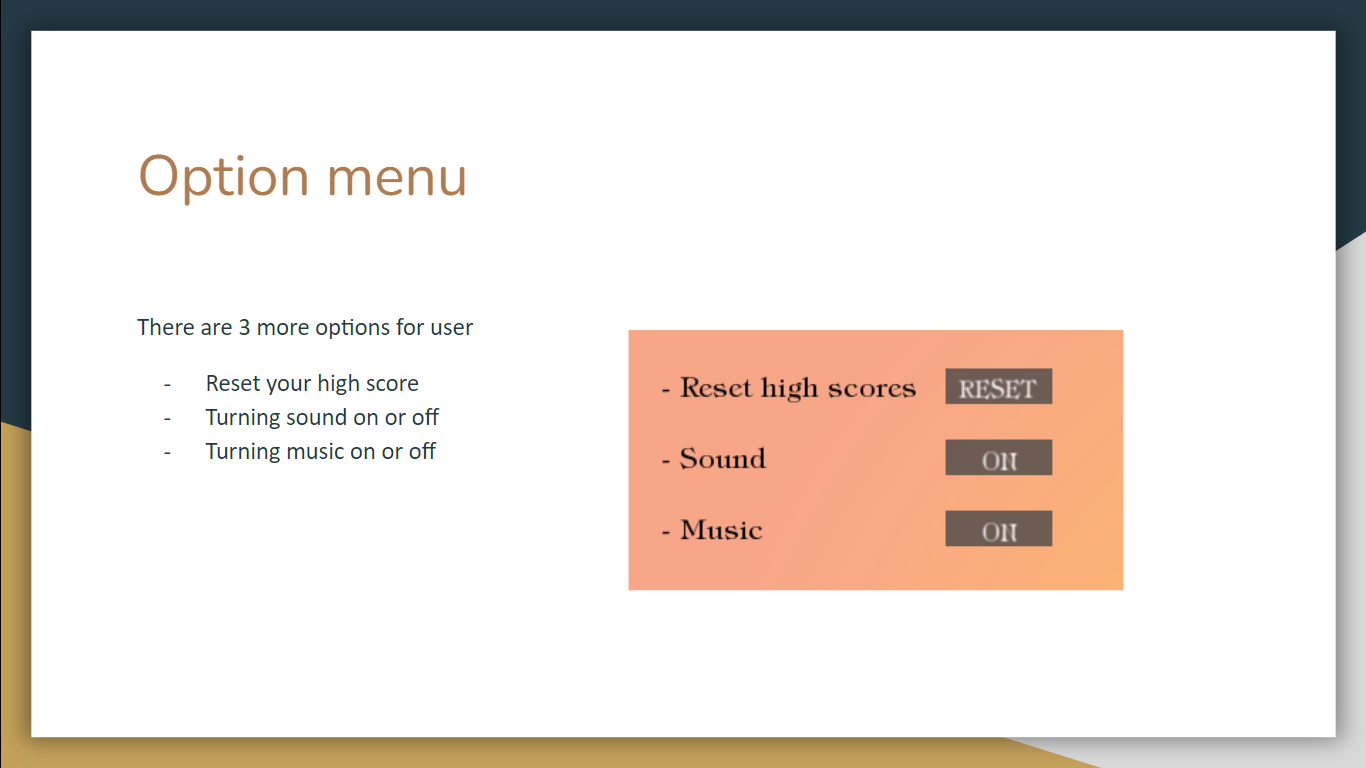 Option menu
There are 3 more options for user
- Reset your high score
- Turning sound on or off
- Turning music on or off
- Reset high scores RESET
- Sound ON
- Music ON